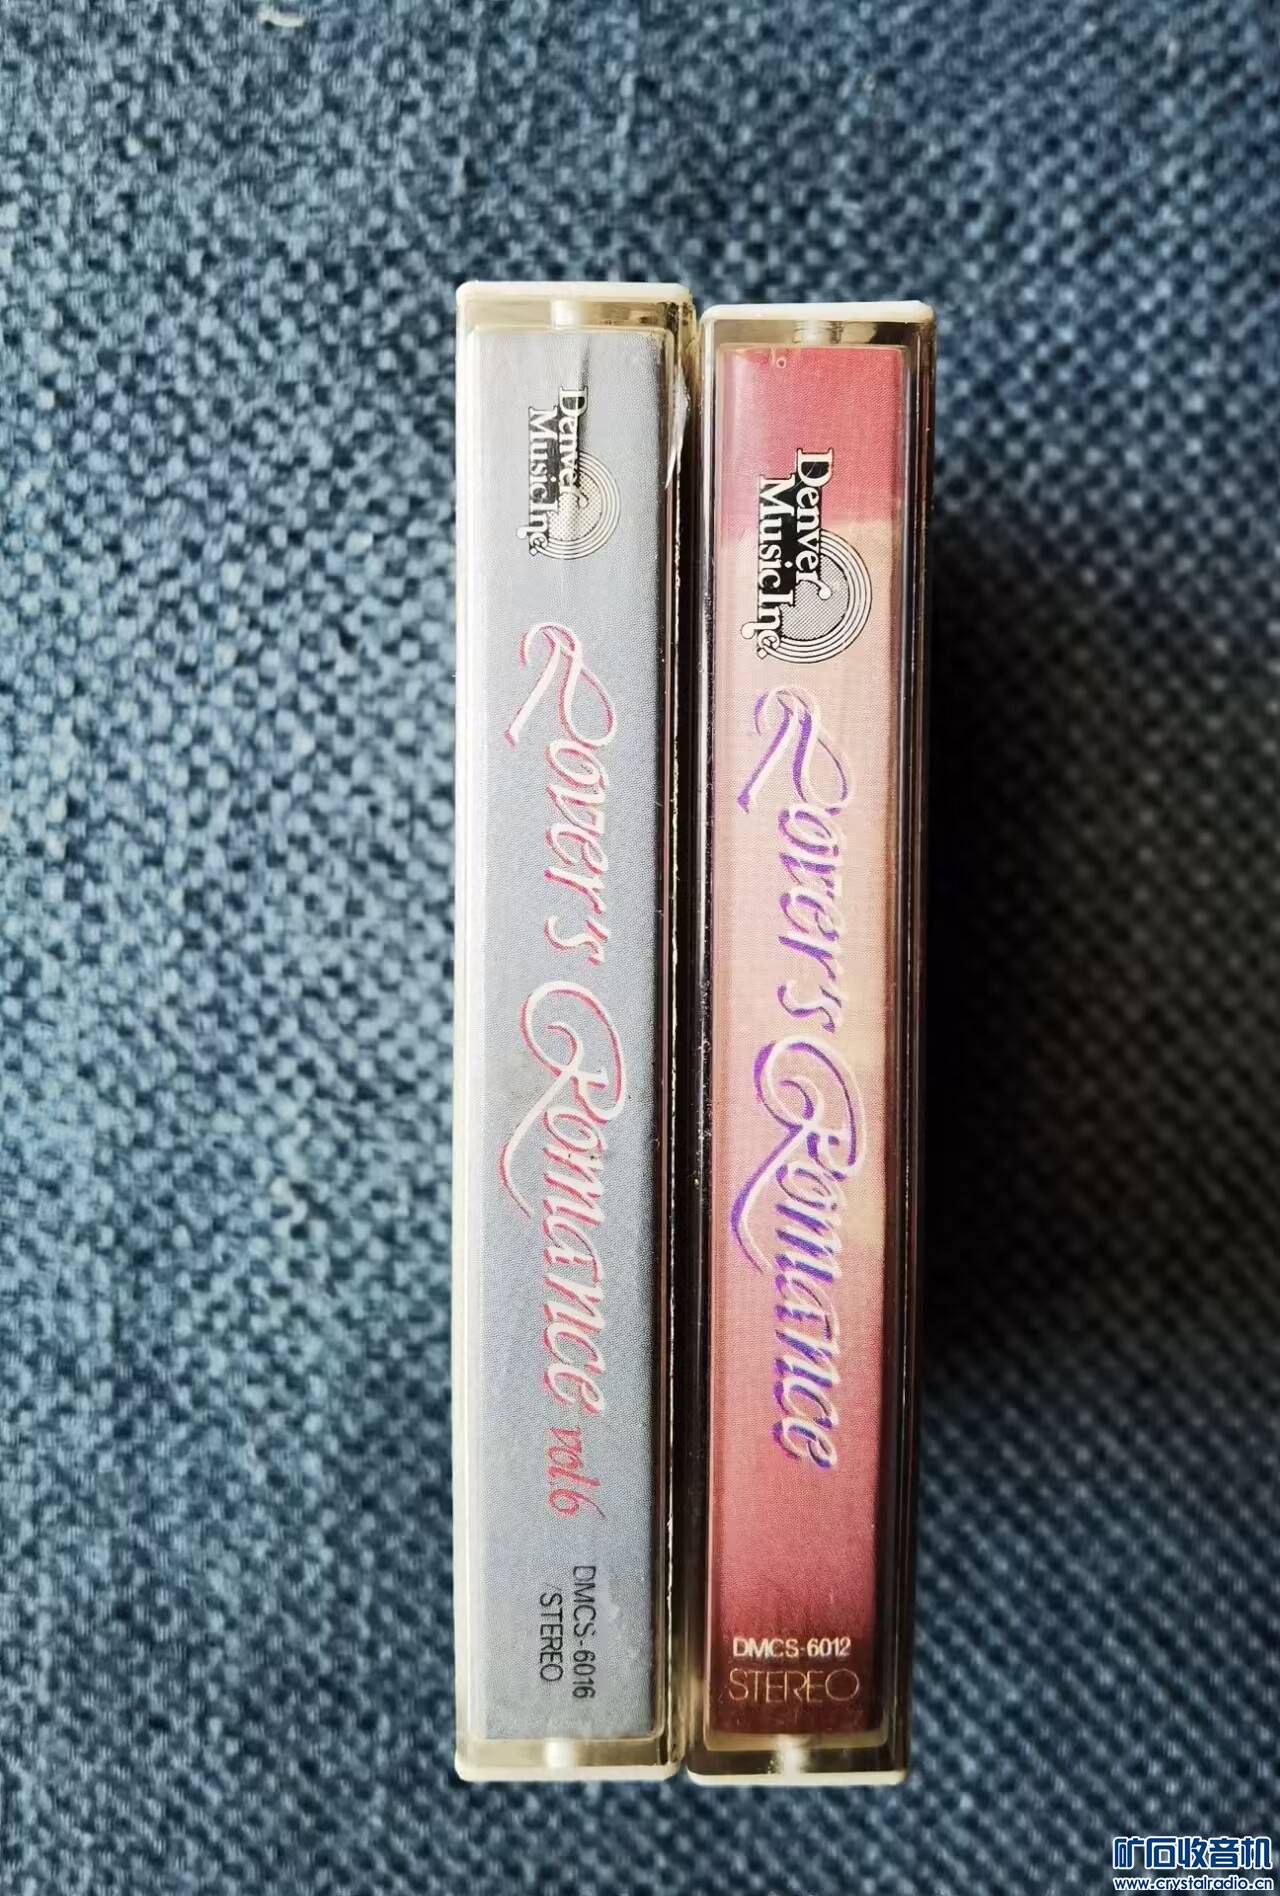 Denver
Music Inc.
Lover's Romance vol.6
DMCS-6016
/STEREO
Denver
Music Inc.
Lover's Romance
DMCS-6012
STEREO
矿石收音机
www.crystalradio.cn